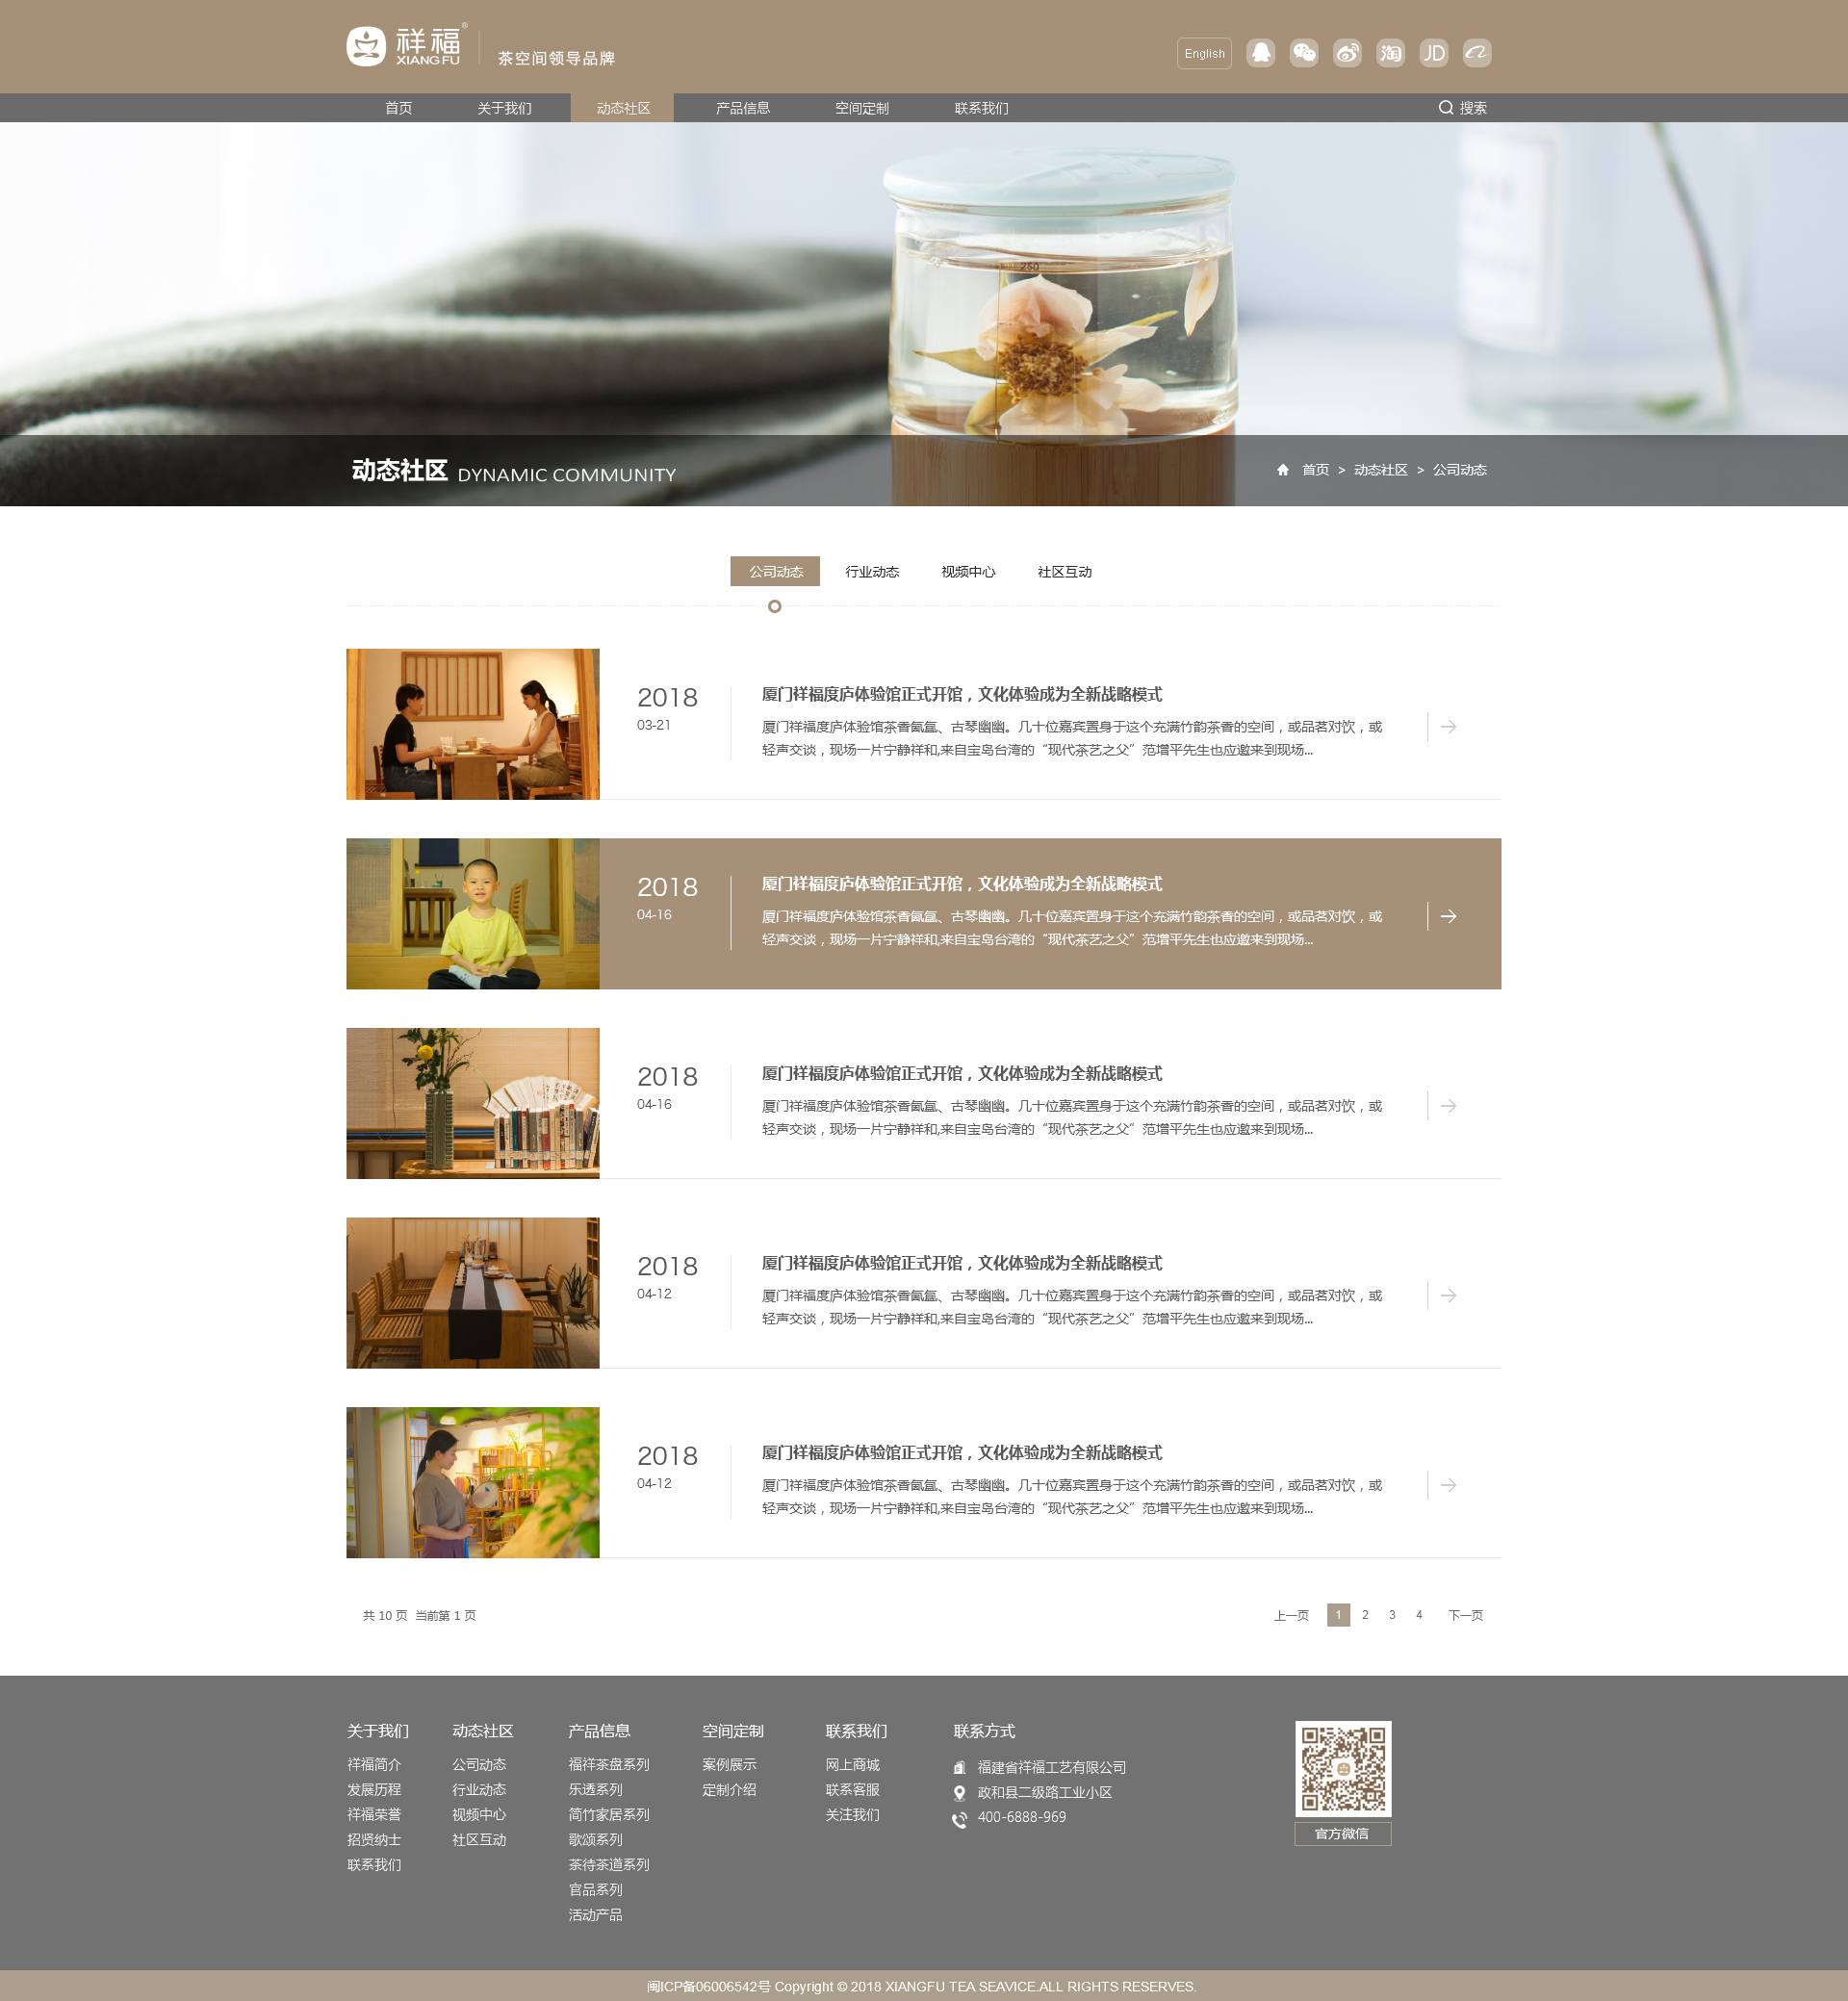 祥福®
XIANG FU
茶空间领导品牌
English
淘
JD
首页 关于我们 动态社区 产品信息 空间定制 联系我们 搜索
250
动态社区 DYNAMIC COMMUNITY
首页 > 动态社区 > 公司动态
公司动态 行业动态 视频中心 社区互动
2018
03-21
厦门祥福度庐体验馆正式开馆，文化体验成为全新战略模式
厦门祥福度庐体验馆茶香氤氲、古琴幽幽。几十位嘉宾置身于这个充满竹韵茶香的空间，或品茗对饮，或
轻声交谈，现场一片宁静祥和,来自宝岛台湾的“现代茶艺之父”范增平先生也应邀来到现场...
2018
04-16
厦门祥福度庐体验馆正式开馆，文化体验成为全新战略模式
厦门祥福度庐体验馆茶香氤氲、古琴幽幽。几十位嘉宾置身于这个充满竹韵茶香的空间，或品茗对饮，或
轻声交谈，现场一片宁静祥和,来自宝岛台湾的“现代茶艺之父”范增平先生也应邀来到现场...
2018
04-16
厦门祥福度庐体验馆正式开馆，文化体验成为全新战略模式
厦门祥福度庐体验馆茶香氤氲、古琴幽幽。几十位嘉宾置身于这个充满竹韵茶香的空间，或品茗对饮，或
轻声交谈，现场一片宁静祥和,来自宝岛台湾的“现代茶艺之父”范增平先生也应邀来到现场...
2018
04-12
厦门祥福度庐体验馆正式开馆，文化体验成为全新战略模式
厦门祥福度庐体验馆茶香氤氲、古琴幽幽。几十位嘉宾置身于这个充满竹韵茶香的空间，或品茗对饮，或
轻声交谈，现场一片宁静祥和,来自宝岛台湾的“现代茶艺之父”范增平先生也应邀来到现场...
2018
04-12
厦门祥福度庐体验馆正式开馆，文化体验成为全新战略模式
厦门祥福度庐体验馆茶香氤氲、古琴幽幽。几十位嘉宾置身于这个充满竹韵茶香的空间，或品茗对饮，或
轻声交谈，现场一片宁静祥和,来自宝岛台湾的“现代茶艺之父”范增平先生也应邀来到现场...
共 10 页 当前第 1 页
上一页 1 2 3 4 下一页
关于我们
祥福简介
发展历程
祥福荣誉
招贤纳士
联系我们
动态社区
公司动态
行业动态
视频中心
社区互动
产品信息
福祥茶盘系列
乐透系列
简竹家居系列
歌颂系列
茶待茶道系列
官品系列
活动产品
空间定制
案例展示
定制介绍
联系我们
网上商城
联系客服
关注我们
联系方式
福建省祥福工艺有限公司
政和县二级路工业小区
400-6888-969
官方微信
闽ICP备06006542号 Copyright © 2018 XIANGFU TEA SEAVICE.ALL RIGHTS RESERVES.